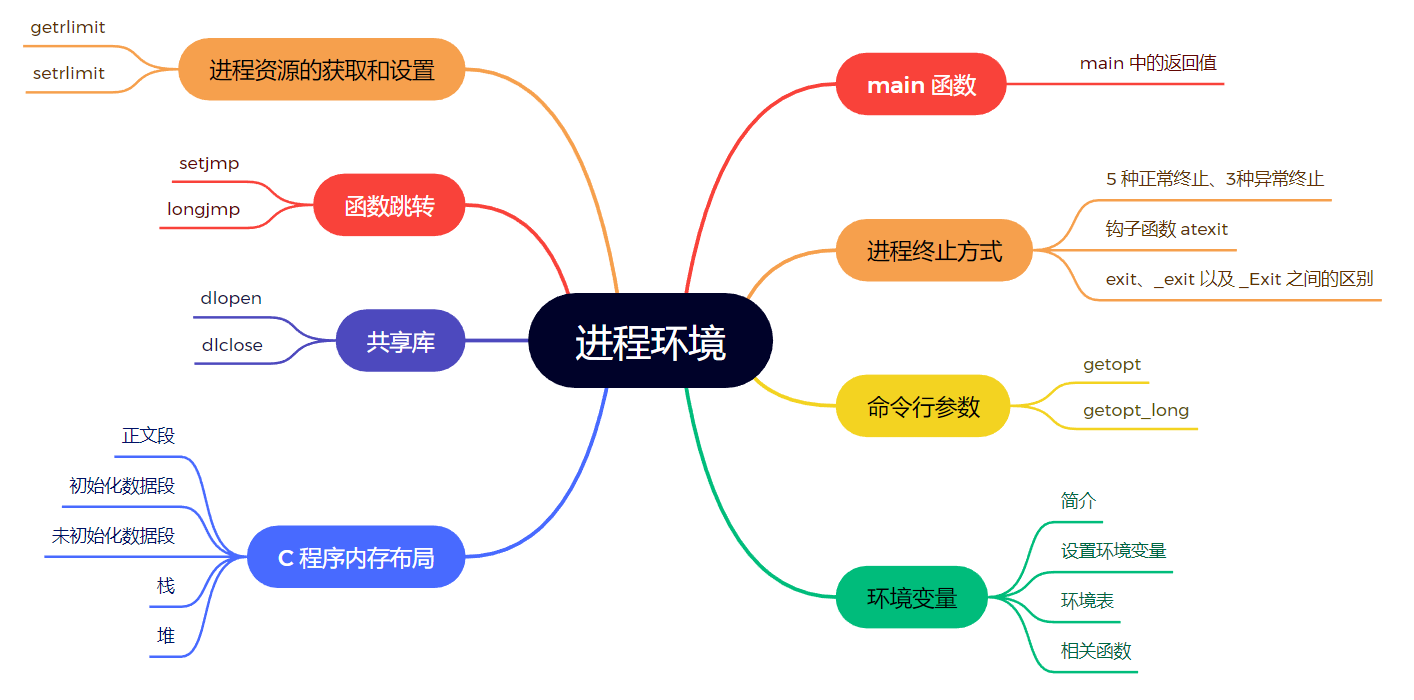 进程环境
main 函数
main 中的返回值
进程终止方式
5 种正常终止、3种异常终止
钩子函数 atexit
exit、_exit 以及 _Exit 之间的区别
命令行参数
getopt
getopt_long
环境变量
简介
设置环境变量
环境表
相关函数
进程资源的获取和设置
getrlimit
setrlimit
函数跳转
setjmp
longjmp
共享库
dlopen
dlclose
C 程序内存布局
正文段
初始化数据段
未初始化数据段
栈
堆